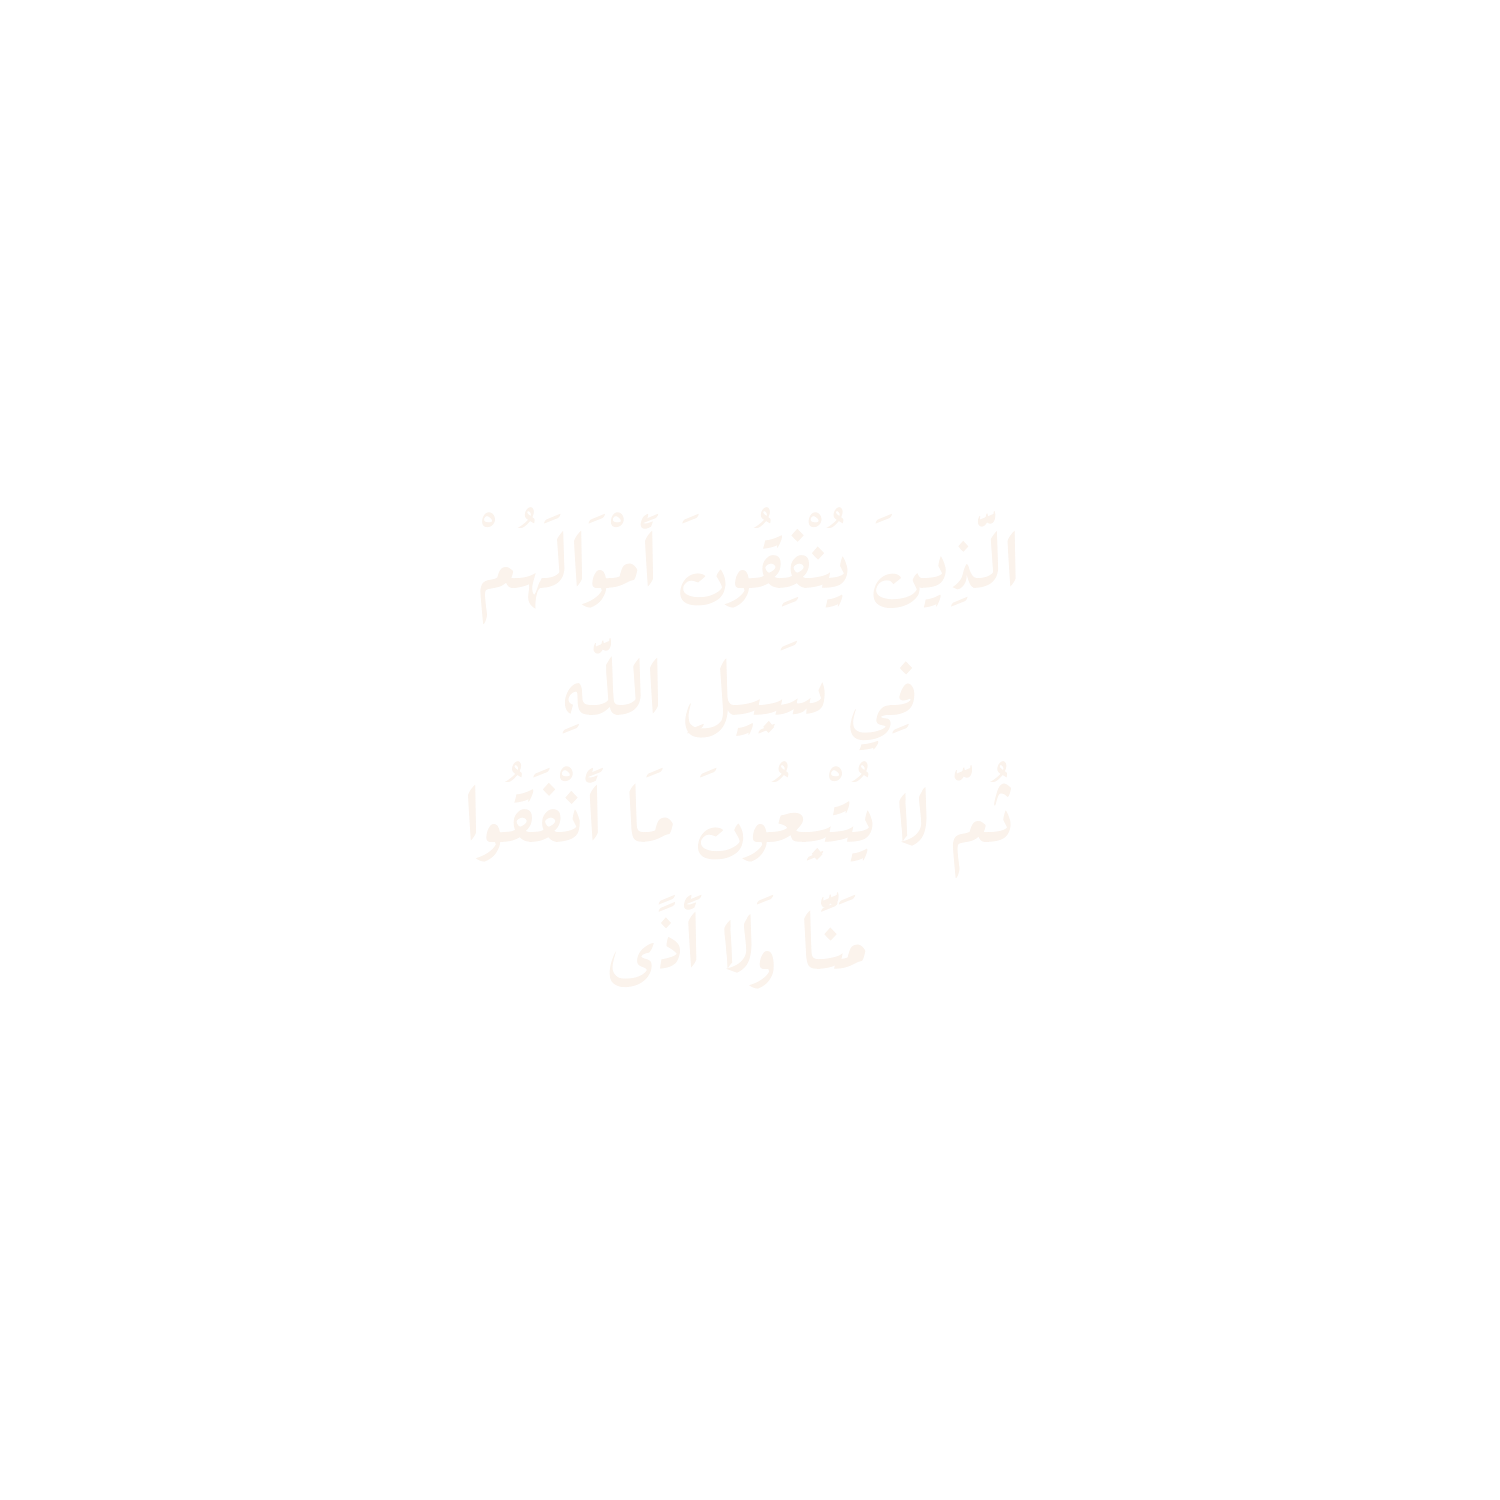 الّذِينَ يُنْفِقُونَ أَمْوَالَهُمْ
فِي سَبِيل اللّهِ
ثُمّ لا يُتْبِعُونَ مَا أَنْفَقُوا
مَنّا وَلا أَذًى